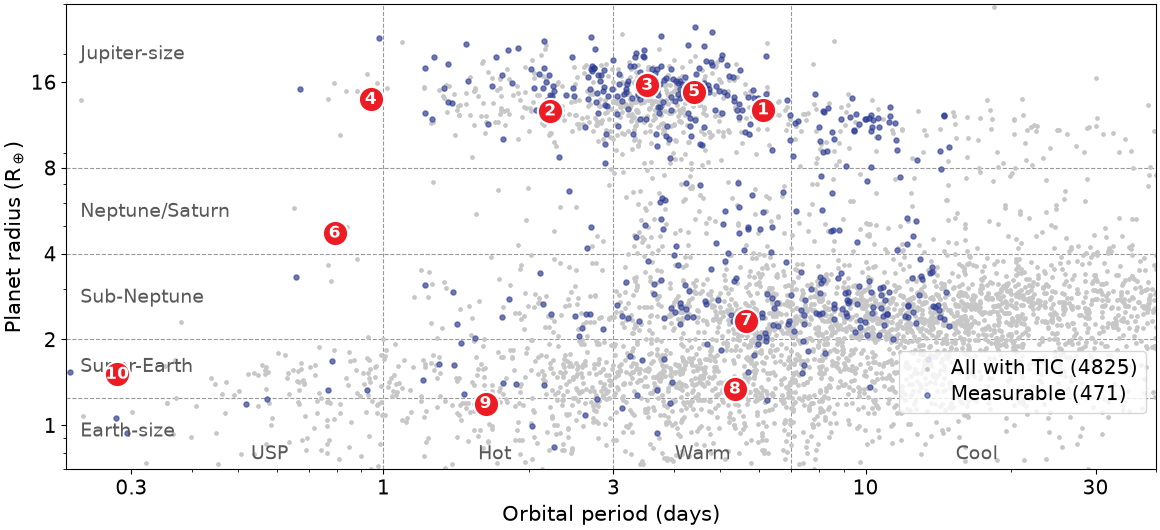 Planet radius (R⊕)
16
8
4
2
1
Jupiter-size
Neptune/Saturn
Sub-Neptune
Super-Earth
Earth-size
4
2
3
5
1
6
7
8
9
10
All with TIC (4825)
Measurable (471)
USP
Hot
Warm
Cool
0.3
1
3
10
30
Orbital period (days)